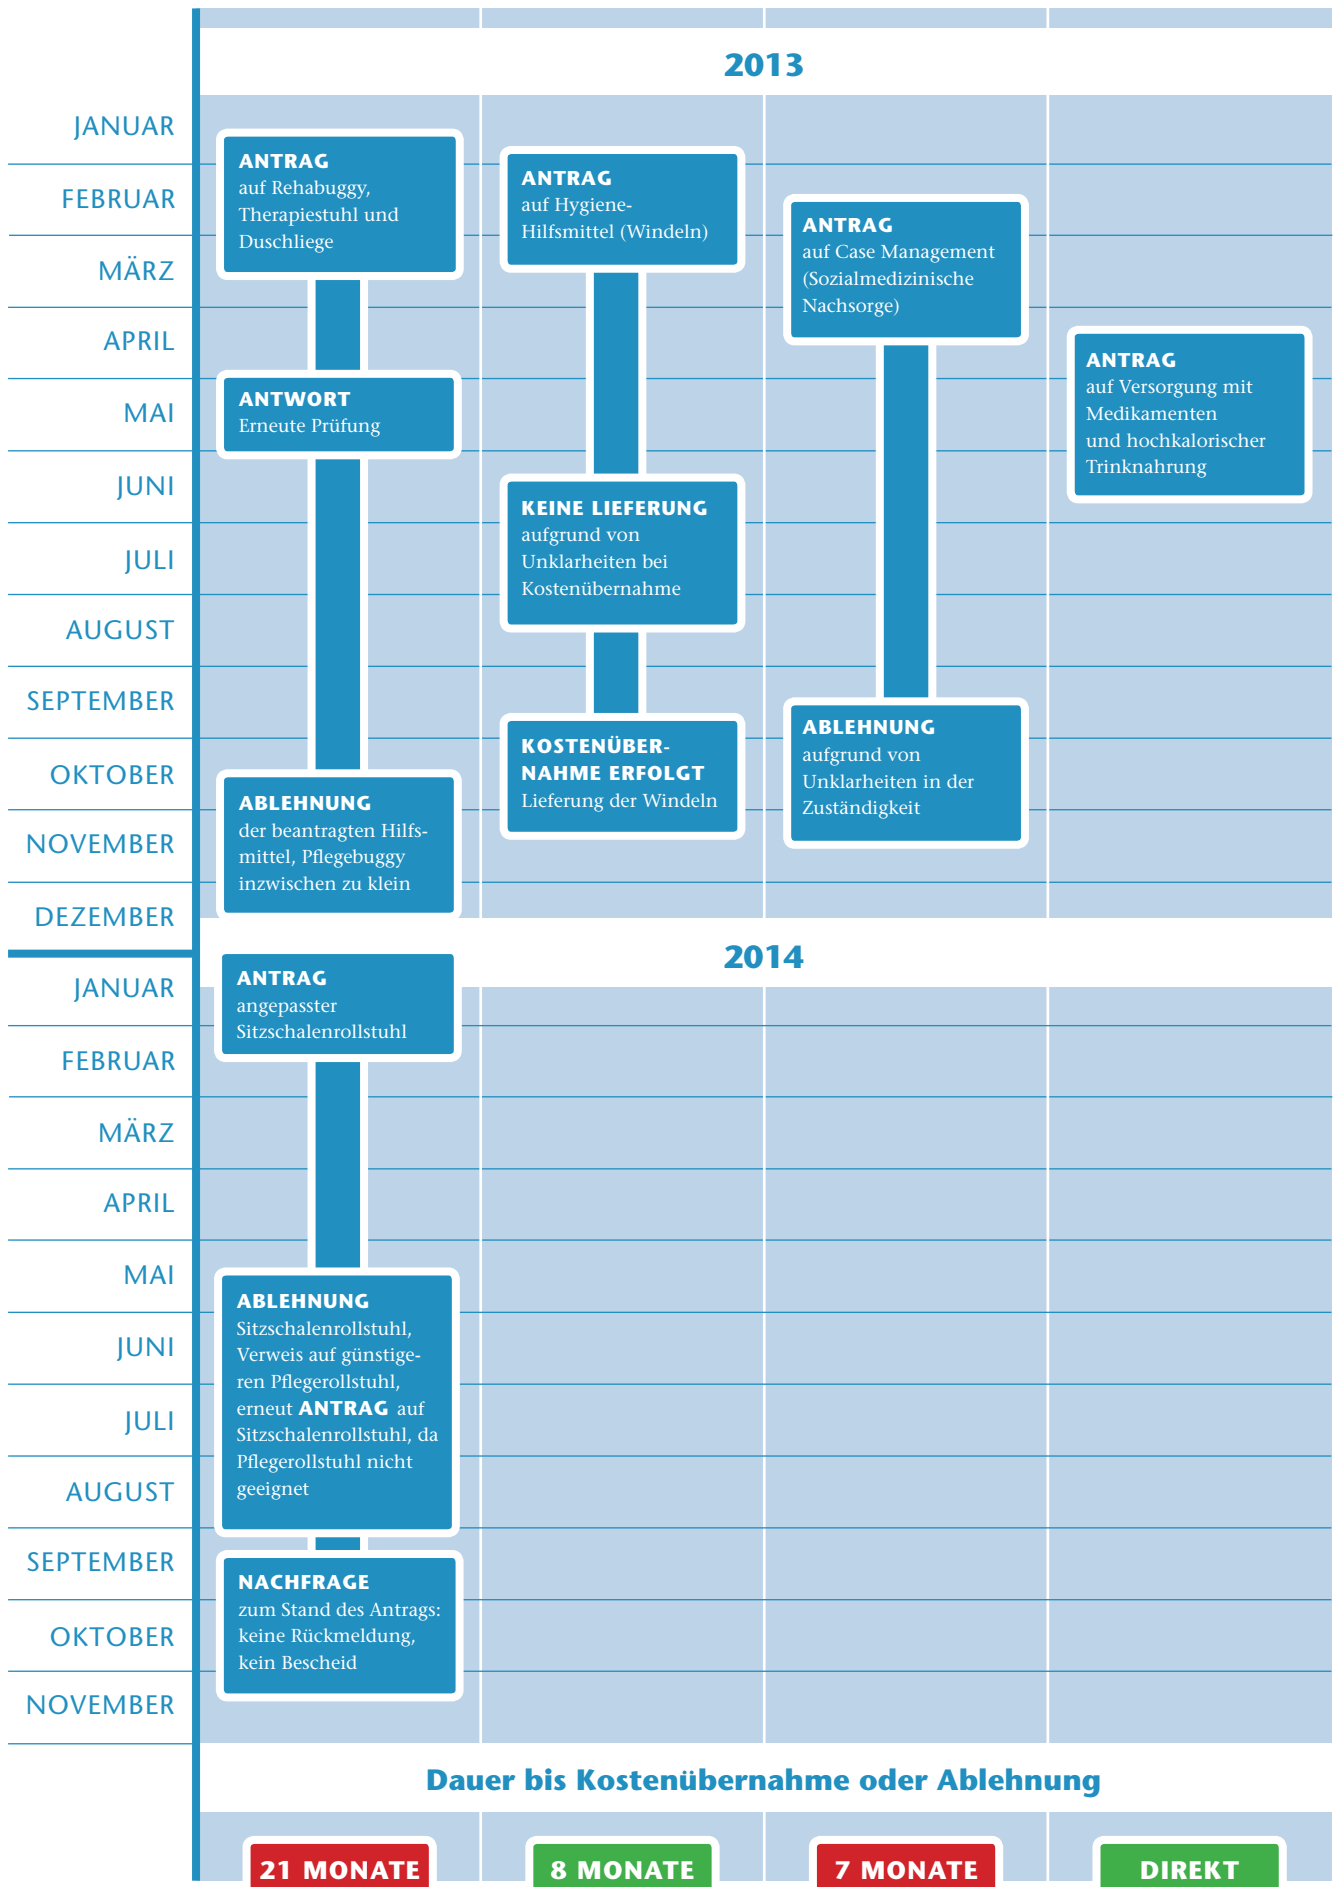 2013
JANUAR
FEBRUAR
MÄRZ
APRIL
MAI
JUNI
JULI
AUGUST
SEPTEMBER
OKTOBER
NOVEMBER
DEZEMBER
ANTRAG
auf Rehabuggy,
Therapiestuhl und
Duschliege
ANTWORT
Erneute Prüfung
ABLEHNUNG
der beantragten Hilfs-
mittel, Pflegebuggy
inzwischen zu klein
ANTRAG
auf Hygiene-
Hilfsmittel (Windeln)
KEINE LIEFERUNG
aufgrund von
Unklarheiten bei
Kostenübernahme
KOSTENÜBER-
NAHME ERFOLGT
Lieferung der Windeln
ANTRAG
auf Case Management
(Sozialmedizinische
Nachsorge)
ABLEHNUNG
aufgrund von
Unklarheiten in der
Zuständigkeit
ANTRAG
auf Versorgung mit
Medikamenten
und hochkalorischer
Trinknahrung
2014
JANUAR
FEBRUAR
MÄRZ
APRIL
MAI
JUNI
JULI
AUGUST
SEPTEMBER
OKTOBER
NOVEMBER
ANTRAG
angepasster
Sitzschalenrollstuhl
ABLEHNUNG
Sitzschalenrollstuhl,
Verweis auf günstige-
ren Pflegerollstuhl,
erneut ANTRAG auf
Sitzschalenrollstuhl, da
Pflegerollstuhl nicht
geeignet
NACHFRAGE
zum Stand des Antrags:
keine Rückmeldung,
kein Bescheid
Dauer bis Kostenübernahme oder Ablehnung
21 MONATE
8 MONATE
7 MONATE
DIREKT